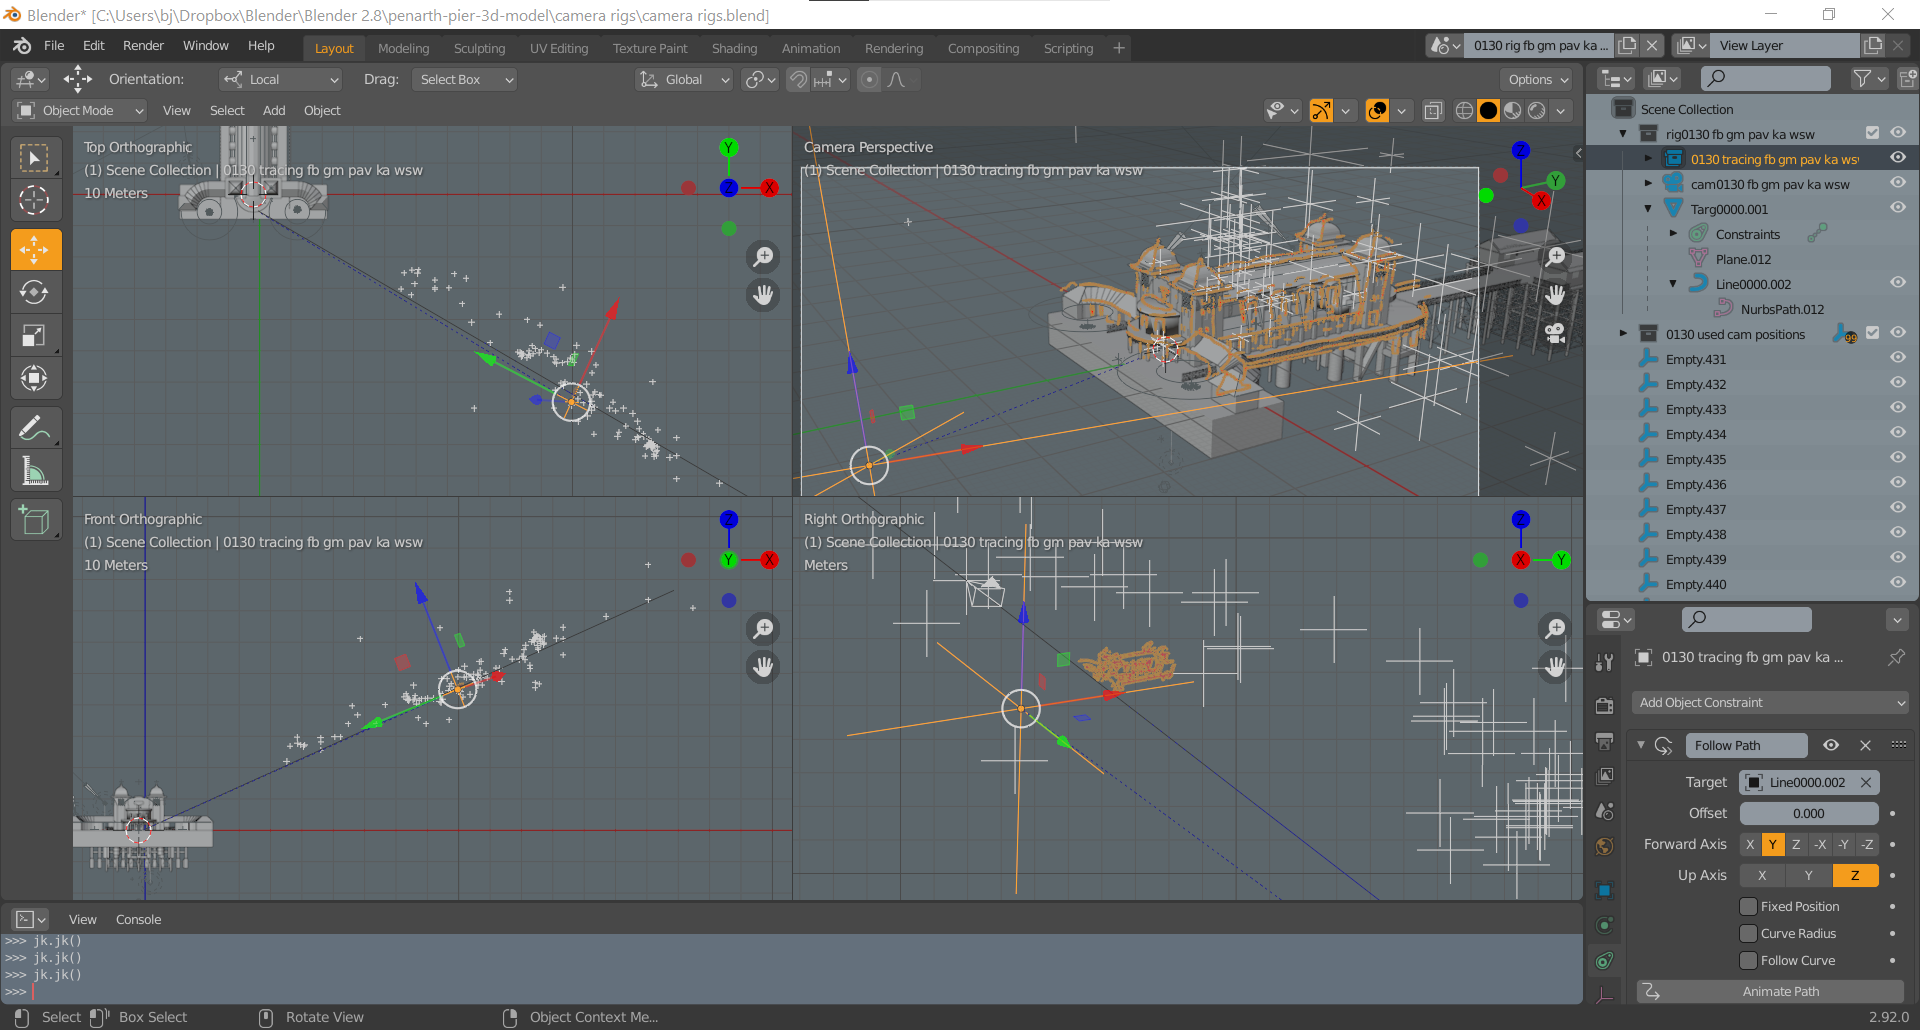 Blender* [C:\Users\bj\Dropbox\Blender\Blender 2.8\penarth-pier-3d-model\camera rigs\camera rigs.blend]
File Edit Render Window Help Layout Modeling Sculpting UV Editing Texture Paint Shading Animation Rendering Compositing Scripting + 0130 rig fb gm pav ka ... View Layer
Orientation: Local Drag: Select Box Global Options
Object Mode View Select Add Object
Top Orthographic
(1) Scene Collection | 0130 tracing fb gm pav ka wsw
10 Meters
Y
Z
X
Camera Perspective
(1) Scene Collection | 0130 tracing fb gm pav ka wsw
Z
Y
X
Front Orthographic
(1) Scene Collection | 0130 tracing fb gm pav ka wsw
10 Meters
Z
Y
X
Right Orthographic
(1) Scene Collection | 0130 tracing fb gm pav ka wsw
Meters
Z
X
Y
Scene Collection
rig0130 fb gm pav ka wsw
0130 tracing fb gm pav ka wsw
cam0130 fb gm pav ka wsw
Targ0000.001
Constraints
Plane.012
Line0000.002
NurbsPath.012
0130 used cam positions 99
Empty.431
Empty.432
Empty.433
Empty.434
Empty.435
Empty.436
Empty.437
Empty.438
Empty.439
Empty.440
0130 tracing fb gm pav ka ...
Add Object Constraint
Follow Path
Target Line0000.002
Offset 0.000
Forward Axis X Y Z -X -Y -Z
Up Axis X Y Z
Fixed Position
Curve Radius
Follow Curve
Animate Path
View Console
>>> jk.jk()
>>> jk.jk()
>>> jk.jk()
>>>
Select Box Select Rotate View Object Context Me... 2.92.0